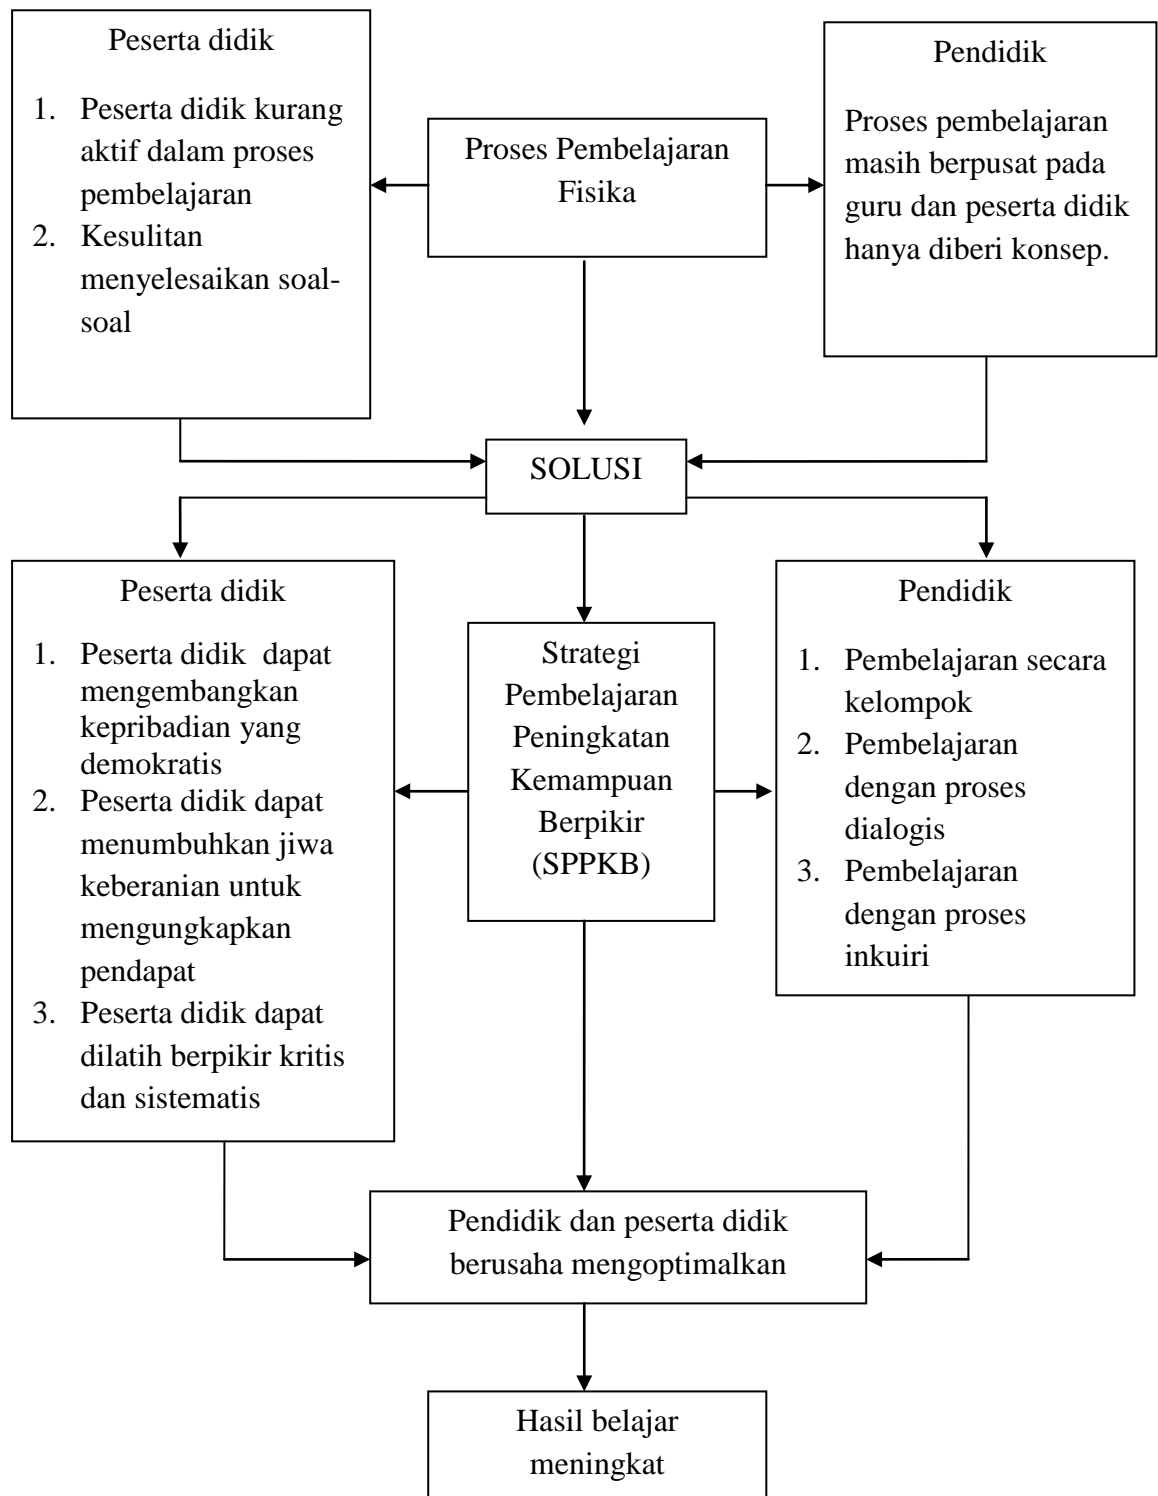 Peserta didik
1. Peserta didik kurang
aktif dalam proses
pembelajaran
2. Kesulitan
menyelesaikan soal-
soal
Proses Pembelajaran
Fisika
Pendidik
Proses pembelajaran
masih berpusat pada
guru dan peserta didik
hanya diberi konsep.
SOLUSI
Peserta didik
1. Peserta didik dapat
mengembangkan
kepribadian yang
demokratis
2. Peserta didik dapat
menumbuhkan jiwa
keberanian untuk
mengungkapkan
pendapat
3. Peserta didik dapat
dilatih berpikir kritis
dan sistematis
Strategi
Pembelajaran
Peningkatan
Kemampuan
Berpikir
(SPPKB)
Pendidik
1. Pembelajaran secara
kelompok
2. Pembelajaran
dengan proses
dialogis
3. Pembelajaran
dengan proses
inkuiri
Pendidik dan peserta didik
berusaha mengoptimalkan
Hasil belajar
meningkat